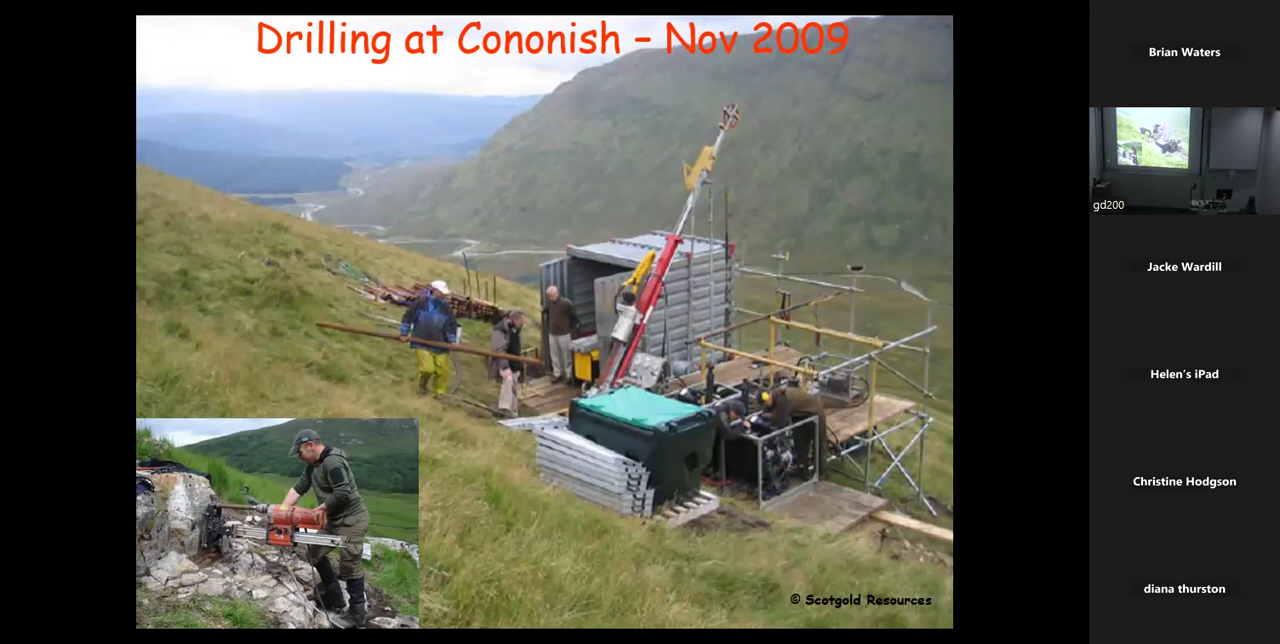 Drilling at Cononish – Nov 2009
© Scotgold Resources
Brian Waters
gd200
Jacke Wardill
Helen's iPad
Christine Hodgson
diana thurston